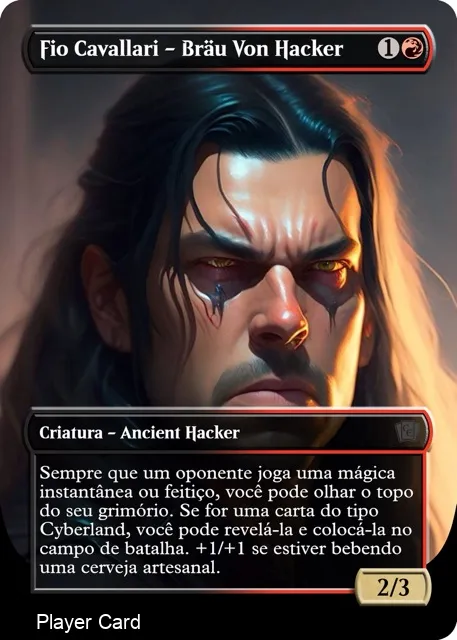 Fio Cavallari – Bräu Von Hacker 1
Criatura – Ancient Hacker
Sempre que um oponente joga uma mágica
instantânea ou feitiço, você pode olhar o topo
do seu grimório. Se for uma carta do tipo
Cyberland, você pode revelá-la e colocá-la no
campo de batalha. +1/+1 se estiver bebendo
uma cerveja artesanal.
2/3
Player Card